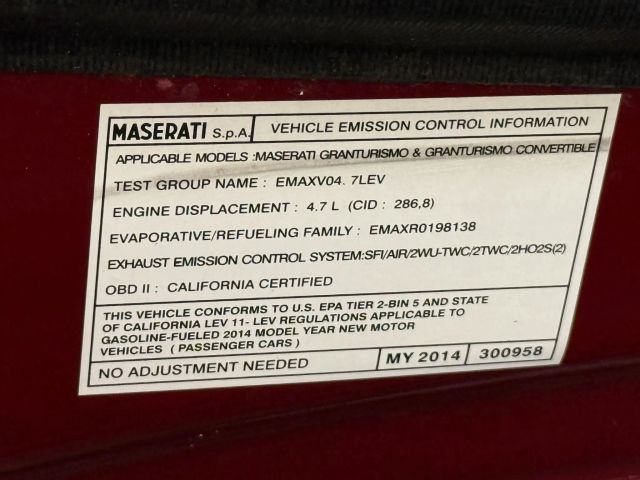 MASERATI S.p.A. VEHICLE EMISSION CONTROL INFORMATION
APPLICABLE MODELS :MASERATI GRANTURISMO & GRANTURISMO CONVERTIBLE
TEST GROUP NAME : EMAXV04. 7LEV
ENGINE DISPLACEMENT : 4.7 L (CID : 286,8)
EVAPORATIVE/REFUELING FAMILY : EMAXR0198138
EXHAUST EMISSION CONTROL SYSTEM:SFI/AIR/2WU-TWC/2TWC/2HO2S(2)
OBD II : CALIFORNIA CERTIFIED
THIS VEHICLE CONFORMS TO U.S. EPA TIER 2-BIN 5 AND STATE
OF CALIFORNIA LEV 11- LEV REGULATIONS APPLICABLE TO
GASOLINE-FUELED 2014 MODEL YEAR NEW MOTOR
VEHICLES ( PASSENGER CARS )
NO ADJUSTMENT NEEDED MY 2014 300958